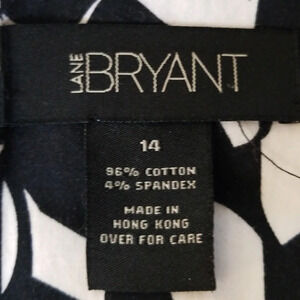 LANE BRYANT
14
96% COTTON
4% SPANDEX
MADE IN
HONG KONG
OVER FOR CARE